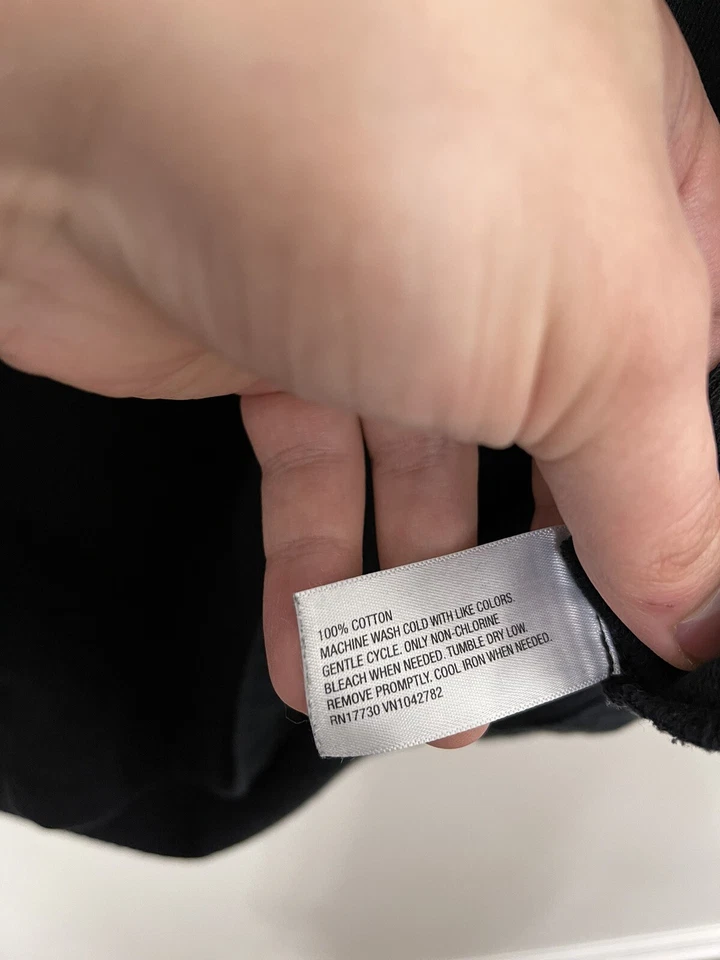 100% COTTON
MACHINE WASH COLD WITH LIKE COLORS.
GENTLE CYCLE. ONLY NON-CHLORINE
BLEACH WHEN NEEDED. TUMBLE DRY LOW.
REMOVE PROMPTLY. COOL IRON WHEN NEEDED.
RN17730 VN1042782